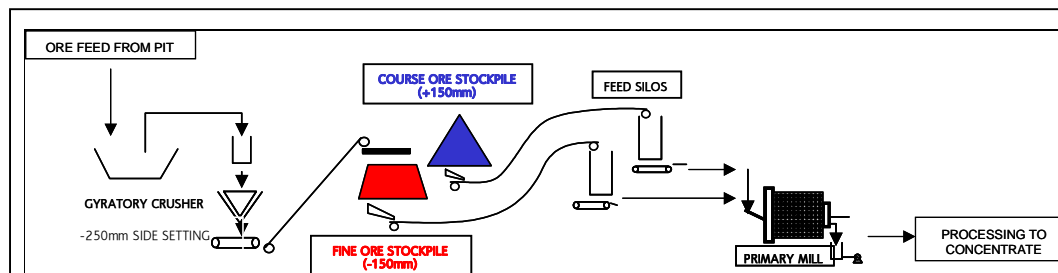 ORE FEED FROM PIT
COURSE ORE STOCKPILE
(+150mm)
FEED SILOS
GYRATORY CRUSHER
-250mm SIDE SETTING
FINE ORE STOCKPILE
(-150mm)
PRIMARY MILL
PROCESSING TO
CONCENTRATE